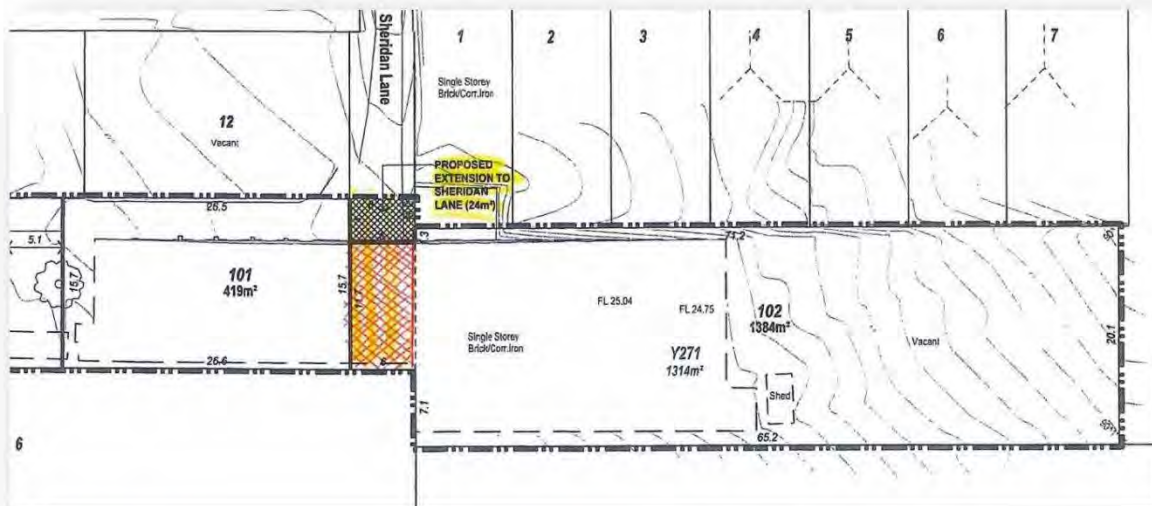 Sheridan Lane
1
2
3
4
5
6
7
Single Storey
Brick/Corr.Iron
12
Vacant
PROPOSED
EXTENSION TO
SHERIDAN
LANE (24m²)
26.5
5.1
15.7
101
419m²
15.7
11.7
.3
71.2
FL 25.04
FL 24.75
102
1384m²
Single Storey
Brick/Corr.Iron
Y271
1314m²
Vacant
20.1
26.6
6
Shed
7.1
65.2
6